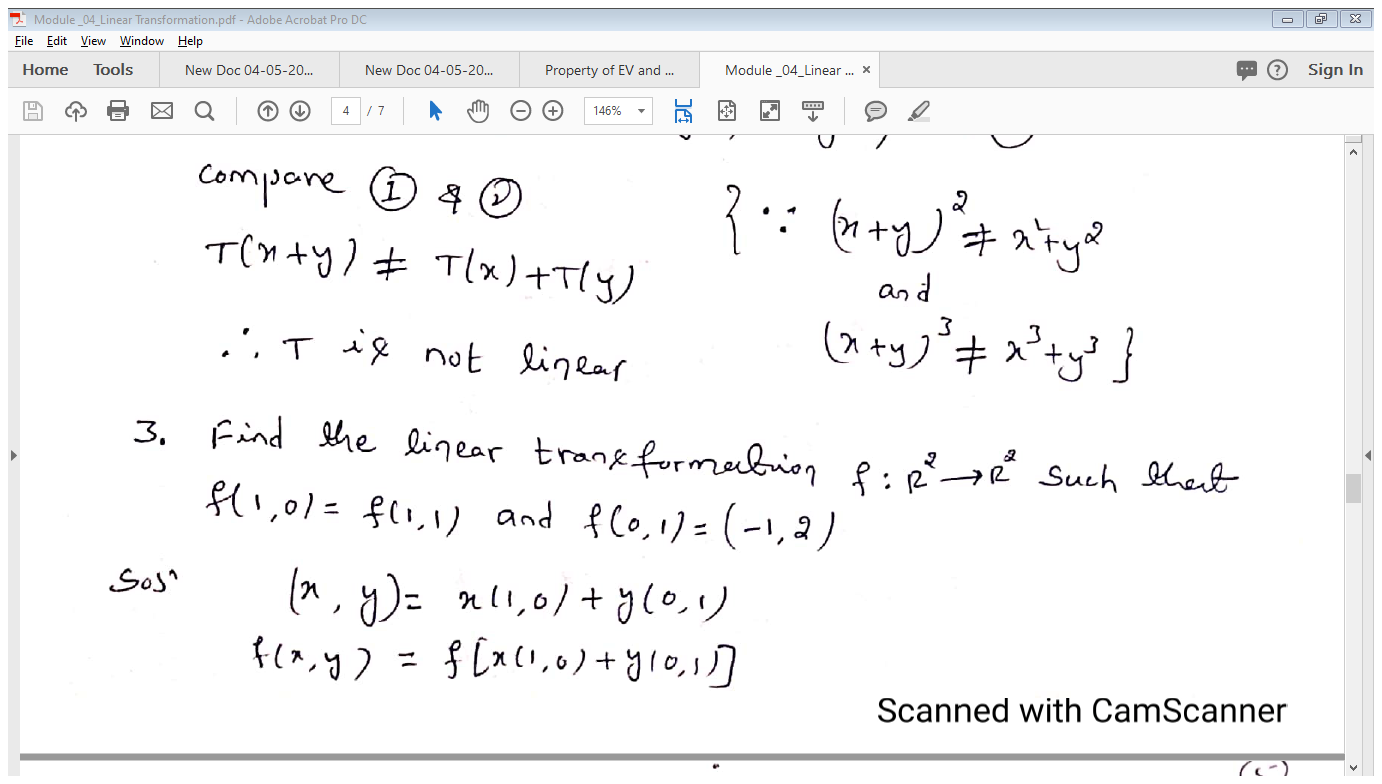 Module _04_Linear Transformation.pdf - Adobe Acrobat Pro DC
File Edit View Window Help
Home Tools New Doc 04-05-20... New Doc 04-05-20... Property of EV and ... Module _04_Linear ... × Sign In
4 / 7 146%
compare ① & ②
{ ∵ (x+y)² ≠ x²+y²
T(x+y) ≠ T(x)+T(y)
and
∴ T is not linear
(x+y)³ ≠ x³+y³ }
3. Find the linear transformation f : R² → R² such that
f(1,0) = f(1,1) and f(0,1) = (-1,2)
(x, y) = x(1,0) + y(0,1)
f(x,y) = f[x(1,0)+y(0,1)]
Scanned with CamScanner